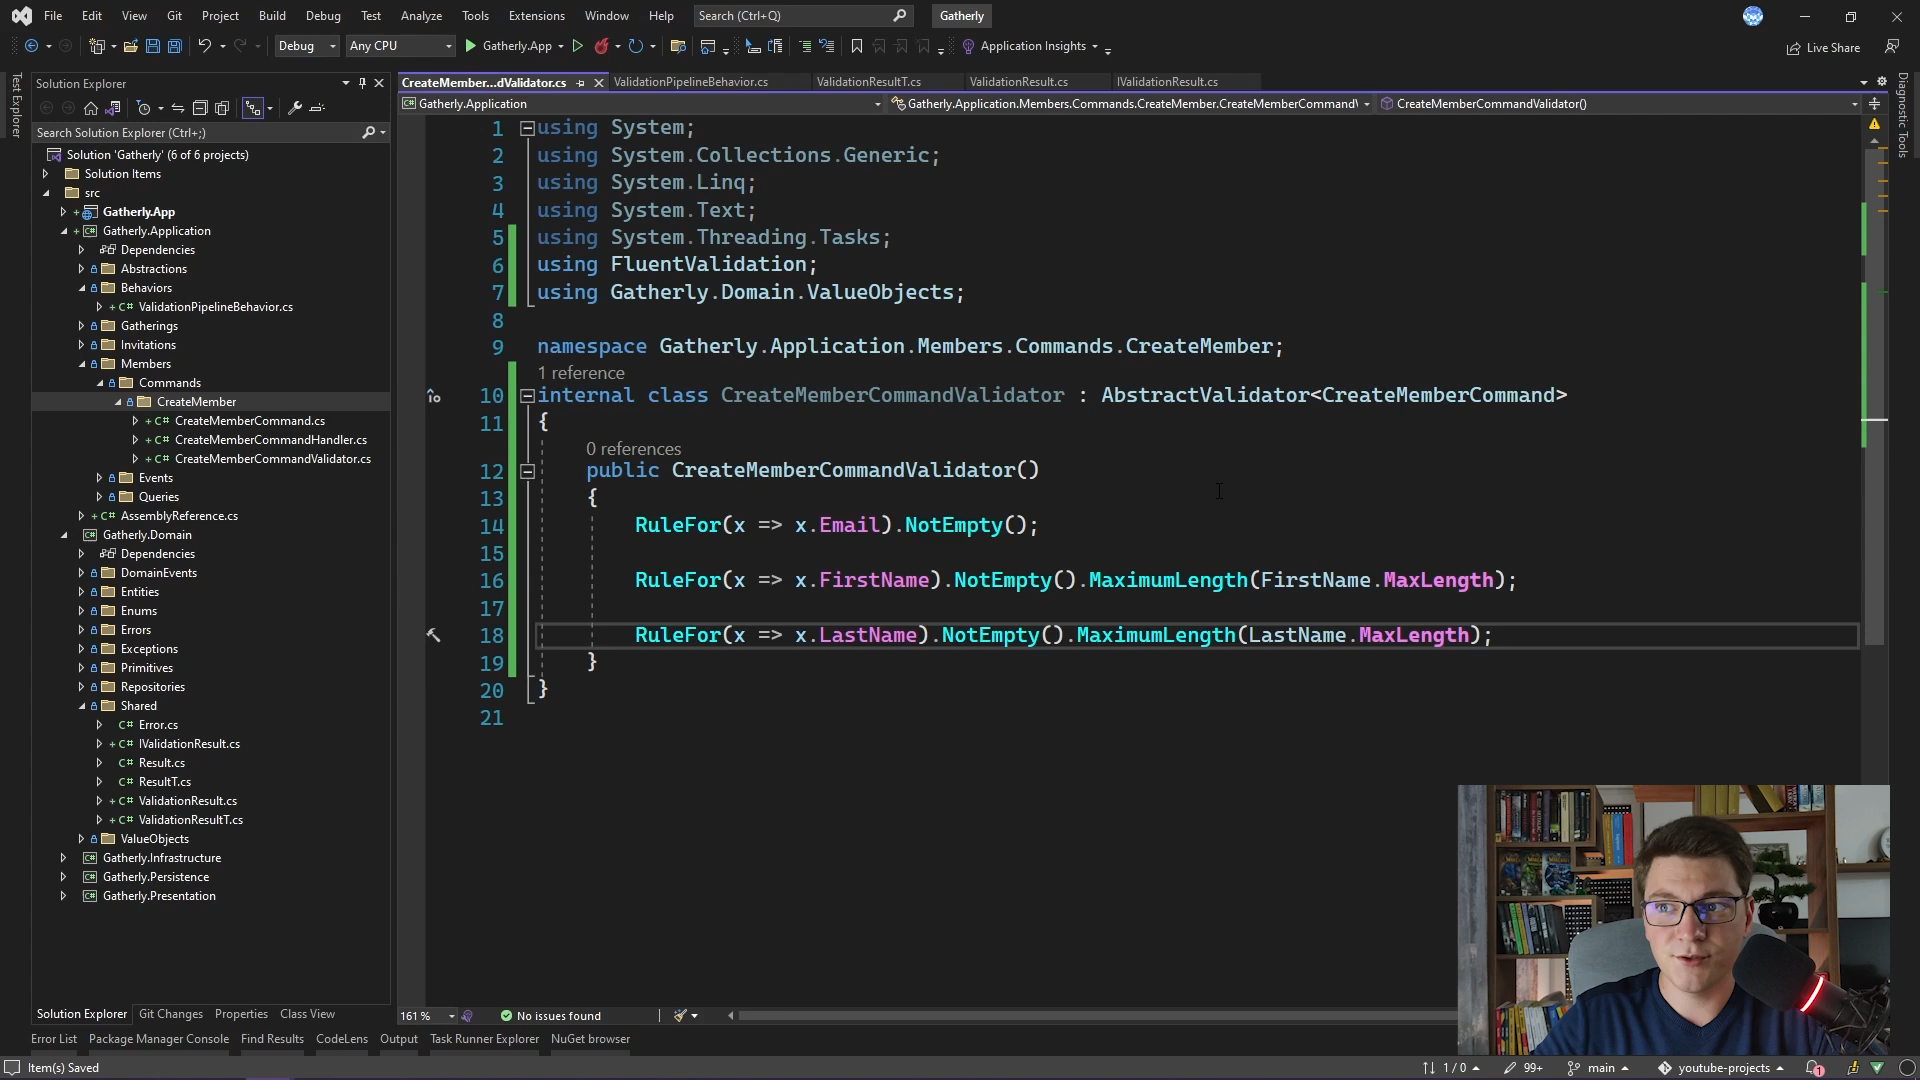 File Edit View Git Project Build Debug Test Analyze Tools Extensions Window Help Search (Ctrl+Q) Gatherly
Debug Any CPU Gatherly.App Application Insights Live Share
Test Explorer
Solution Explorer
Search Solution Explorer (Ctrl+;)
Solution 'Gatherly' (6 of 6 projects)
Solution Items
src
Gatherly.App
Gatherly.Application
Dependencies
Abstractions
Behaviors
C# ValidationPipelineBehavior.cs
Gatherings
Invitations
Members
Commands
CreateMember
C# CreateMemberCommand.cs
C# CreateMemberCommandHandler.cs
C# CreateMemberCommandValidator.cs
Events
Queries
C# AssemblyReference.cs
Gatherly.Domain
Dependencies
DomainEvents
Entities
Enums
Errors
Exceptions
Primitives
Repositories
Shared
C# Error.cs
C# IValidationResult.cs
C# Result.cs
C# ResultT.cs
C# ValidationResult.cs
C# ValidationResultT.cs
ValueObjects
Gatherly.Infrastructure
Gatherly.Persistence
Gatherly.Presentation
Solution Explorer Git Changes Properties Class View
CreateMember...dValidator.cs ValidationPipelineBehavior.cs ValidationResultT.cs ValidationResult.cs IValidationResult.cs
Gatherly.Application Gatherly.Application.Members.Commands.CreateMember.CreateMemberCommand CreateMemberCommandValidator()
1 using System;
2 using System.Collections.Generic;
3 using System.Linq;
4 using System.Text;
5 using System.Threading.Tasks;
6 using FluentValidation;
7 using Gatherly.Domain.ValueObjects;
8
9 namespace Gatherly.Application.Members.Commands.CreateMember;
1 reference
10 internal class CreateMemberCommandValidator : AbstractValidator<CreateMemberCommand>
11 {
0 references
12 public CreateMemberCommandValidator()
13 {
14 RuleFor(x => x.Email).NotEmpty();
15
16 RuleFor(x => x.FirstName).NotEmpty().MaximumLength(FirstName.MaxLength);
17
18 RuleFor(x => x.LastName).NotEmpty().MaximumLength(LastName.MaxLength);
19 }
20 }
21
161 % No issues found
Diagnostic Tools
Error List Package Manager Console Find Results CodeLens Output Task Runner Explorer NuGet browser
Item(s) Saved 1 / 0 99+ main youtube-projects 1